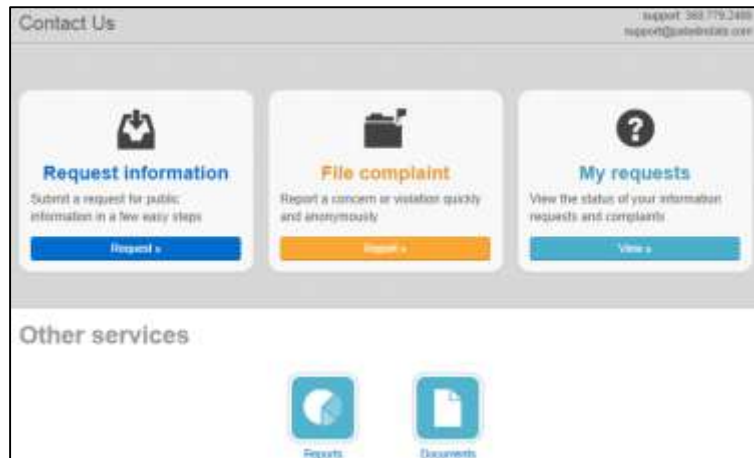 Contact Us
support:
Request information
Submit a request for public
information in a few easy steps
Request »
File complaint
Report a concern or violation quickly
and anonymously
Report »
My requests
View the status of your information
requests and complaints
View »
Other services
Reports
Documents